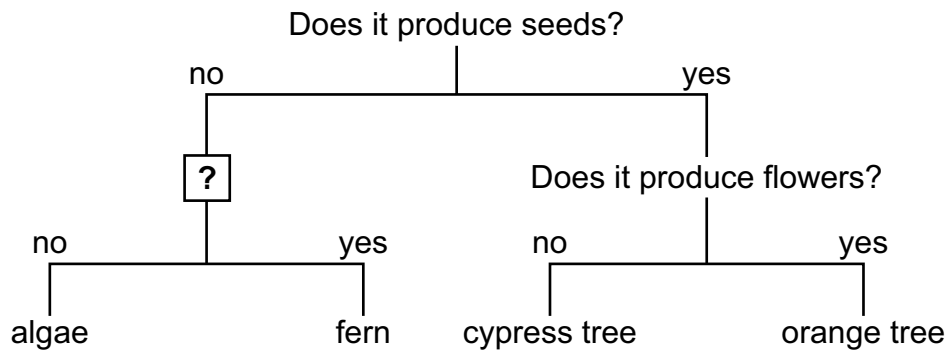 Does it produce seeds?
no yes
? Does it produce flowers?
no yes no yes
algae fern cypress tree orange tree